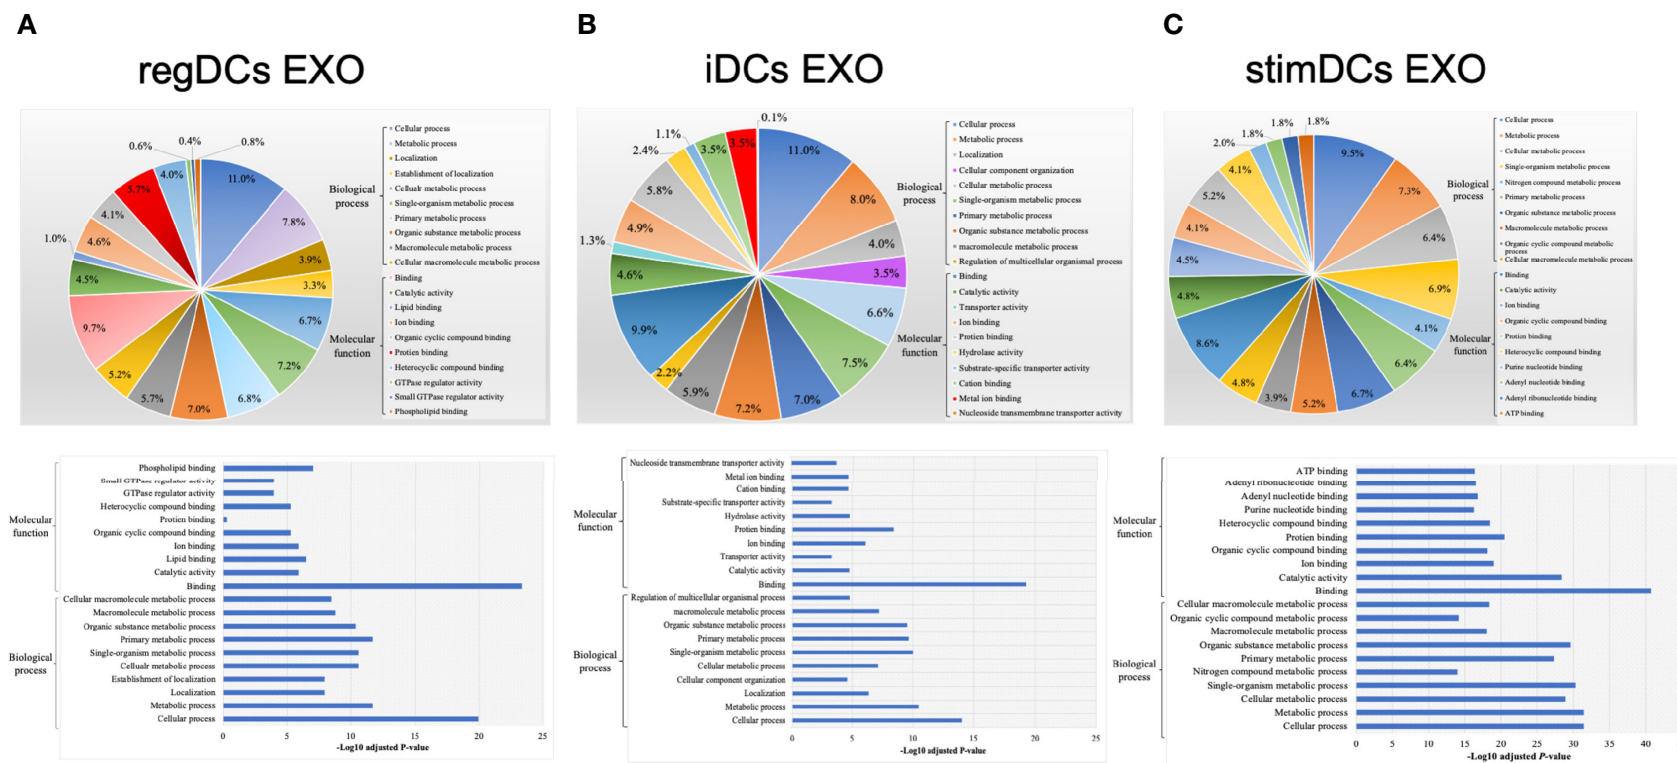 A
regDCs EXO
0.6%
0.4%
0.8%
4.0%
5.7%
11.0%
4.1%
7.8%
1.0%
4.6%
3.9%
4.5%
3.3%
9.7%
6.7%
5.2%
7.2%
5.7%
7.0%
6.8%
Biological
process
Cellular process
Metabolic process
Localization
Establishment of localization
Cellualr metabolic process
Single-organism metabolic process
Primary metabolic process
Organic substance metabolic process
Macromolecule metabolic process
Cellular macromolecule metabolic process
Molecular
function
Binding
Catalytic activity
Lipid binding
Ion binding
Organic cyclic compound binding
Protien binding
Heterocyclic compound binding
GTPase regulator activity
Small GTPase regulator activity
Phospholipid binding
Molecular
function
Phospholipid binding
Small GTPase regulator activity
GTPase regulator activity
Heterocyclic compound binding
Protien binding
Organic cyclic compound binding
Ion binding
Lipid binding
Catalytic activity
Binding
Biological
process
Cellular macromolecule metabolic process
Macromolecule metabolic process
Organic substance metabolic process
Primary metabolic process
Single-organism metabolic process
Cellualr metabolic process
Establishment of localization
Localization
Metabolic process
Cellular process
0 5 10 15 20 25
-Log10 adjusted P-value
B
iDCs EXO
0.1%
1.1%
3.5%
3.5%
11.0%
2.4%
5.8%
8.0%
4.9%
4.0%
1.3%
3.5%
4.6%
6.6%
9.9%
7.5%
2.2%
5.9%
7.2%
7.0%
Biological
process
Cellular process
Metabolic process
Localization
Cellular component organization
Cellular metabolic process
Single-organism metabolic process
Primary metabolic process
Organic substance metabolic process
macromolecule metabolic process
Regulation of multicellular organismal process
Molecular
function
Binding
Catalytic activity
Transporter activity
Ion binding
Protien binding
Hydrolase activity
Substrate-specific transporter activity
Cation binding
Metal ion binding
Nucleoside transmembrane transporter activity
Molecular
function
Nucleoside transmembrane transporter activity
Metal ion binding
Cation binding
Substrate-specific transporter activity
Hydrolase activity
Protien binding
Ion binding
Transporter activity
Catalytic activity
Binding
Biological
process
Regulation of multicellular organismal process
macromolecule metabolic process
Organic substance metabolic process
Primary metabolic process
Single-organism metabolic process
Cellular metabolic process
Cellular component organization
Localization
Metabolic process
Cellular process
0 5 10 15 20 25
-Log10 adjusted P-value
C
stimDCs EXO
1.8%
1.8%
1.8%
2.0%
9.5%
4.1%
5.2%
7.3%
4.1%
6.4%
4.5%
6.9%
4.8%
4.1%
8.6%
6.4%
4.8%
3.9%
5.2%
6.7%
Biological
process
Cellular process
Metabolic process
Cellular metabolic process
Single-organism metabolic process
Nitrogen compound metabolic process
Primary metabolic process
Organic substance metabolic process
Macromolecule metabolic process
Organic cyclic compound metabolic
process
Cellular macromolecule metabolic process
Molecular
function
Binding
Catalytic activity
Ion binding
Organic cyclic compound binding
Protien binding
Heterocyclic compound binding
Purine nucleotide binding
Adenyl nucleotide binding
Adenyl ribonucleotide binding
ATP binding
Molecular
function
ATP binding
Adenyl ribonucleotide binding
Adenyl nucleotide binding
Purine nucleotide binding
Heterocyclic compound binding
Protien binding
Organic cyclic compound binding
Ion binding
Catalytic activity
Binding
Biological
process
Cellular macromolecule metabolic process
Organic cyclic compound metabolic process
Macromolecule metabolic process
Organic substance metabolic process
Primary metabolic process
Nitrogen compound metabolic process
Single-organism metabolic process
Cellular metabolic process
Metabolic process
Cellular process
0 5 10 15 20 25 30 35 40
-Log10 adjusted P-value